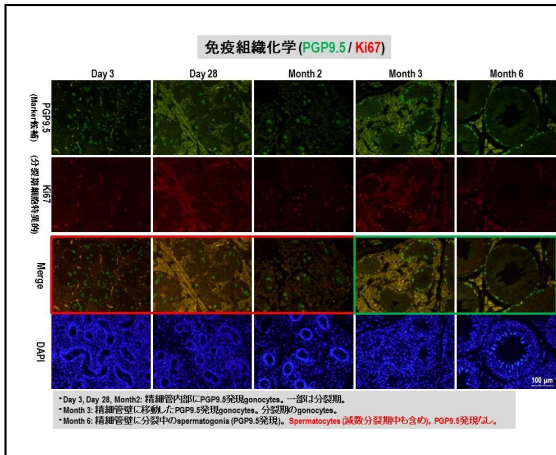 免疫組織化学(PGP9.5 / Ki67)
Day 3 Day 28 Month 2 Month 3 Month 6
PGP9.5
(Marker候補)
Ki67
(分裂期細胞特異的)
Merge
DAPI
100 μm
・Day 3, Day 28, Month2: 精細管内部にPGP9.5発現gonocytes。一部は分裂期。
・Month 3: 精細管壁に移動したPGP9.5発現gonocytes。分裂期のgonocytes。
・Month 6: 精細管壁に分裂中のspermatogonia (PGP9.5発現)。Spermatocytes (減数分裂期中も含め), PGP9.5発現なし。